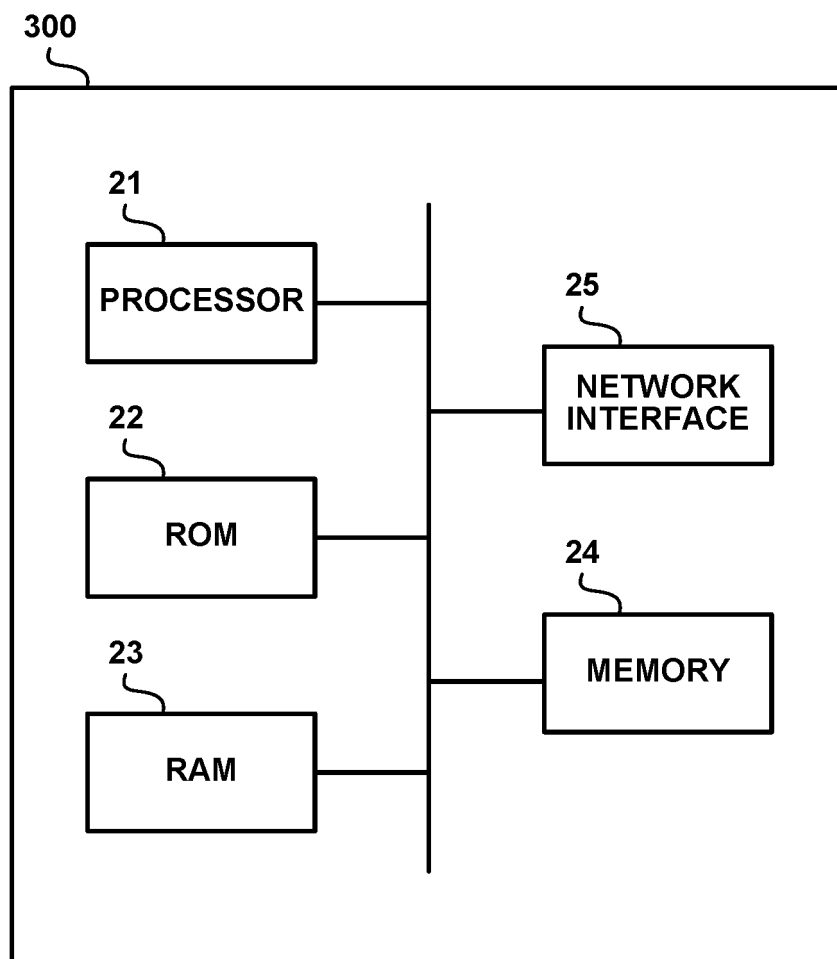 300
21
PROCESSOR
25
NETWORK
INTERFACE
22
ROM
24
MEMORY
23
RAM